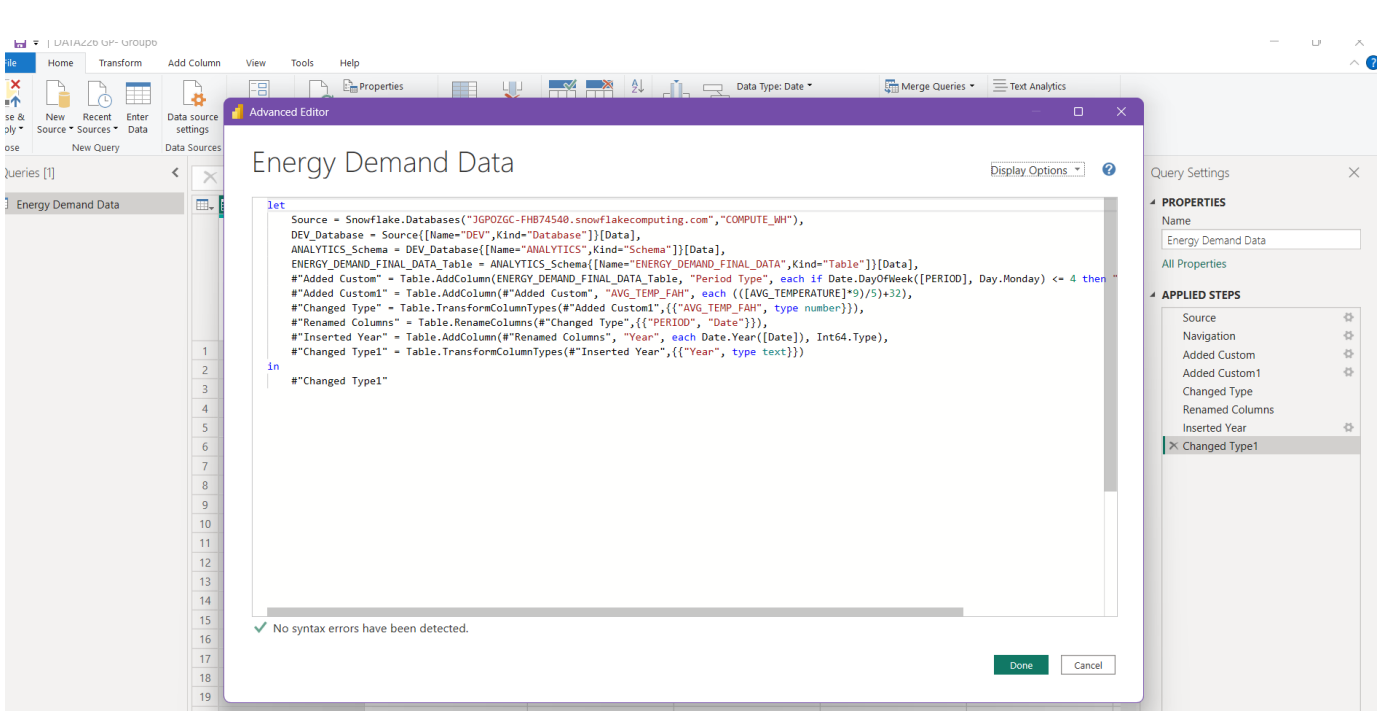 DATA226 GP- Group6
File Home Transform Add Column View Tools Help
Properties
Data Type: Date
Merge Queries
Text Analytics
New Source
Recent Sources
Enter Data
Data source settings
New Query
Data Sources
Advanced Editor
Queries [1]
Energy Demand Data
Energy Demand Data
Display Options
let
Source = Snowflake.Databases("JGPOZGC-FHB74540.snowflakecomputing.com","COMPUTE_WH"),
DEV_Database = Source{[Name="DEV",Kind="Database"]}[Data],
ANALYTICS_Schema = DEV_Database{[Name="ANALYTICS",Kind="Schema"]}[Data],
ENERGY_DEMAND_FINAL_DATA_Table = ANALYTICS_Schema{[Name="ENERGY_DEMAND_FINAL_DATA",Kind="Table"]}[Data],
#"Added Custom" = Table.AddColumn(ENERGY_DEMAND_FINAL_DATA_Table, "Period Type", each if Date.DayOfWeek([PERIOD], Day.Monday) <= 4 then "
#"Added Custom1" = Table.AddColumn(#"Added Custom", "AVG_TEMP_FAH", each (([AVG_TEMPERATURE]*9)/5)+32),
#"Changed Type" = Table.TransformColumnTypes(#"Added Custom1",{{"AVG_TEMP_FAH", type number}}),
#"Renamed Columns" = Table.RenameColumns(#"Changed Type",{{"PERIOD", "Date"}}),
#"Inserted Year" = Table.AddColumn(#"Renamed Columns", "Year", each Date.Year([Date]), Int64.Type),
#"Changed Type1" = Table.TransformColumnTypes(#"Inserted Year",{{"Year", type text}})
in
#"Changed Type1"
No syntax errors have been detected.
Done
Cancel
1
2
3
4
5
6
7
8
9
10
11
12
13
14
15
16
17
18
19
Query Settings
PROPERTIES
Name
Energy Demand Data
All Properties
APPLIED STEPS
Source
Navigation
Added Custom
Added Custom1
Changed Type
Renamed Columns
Inserted Year
Changed Type1